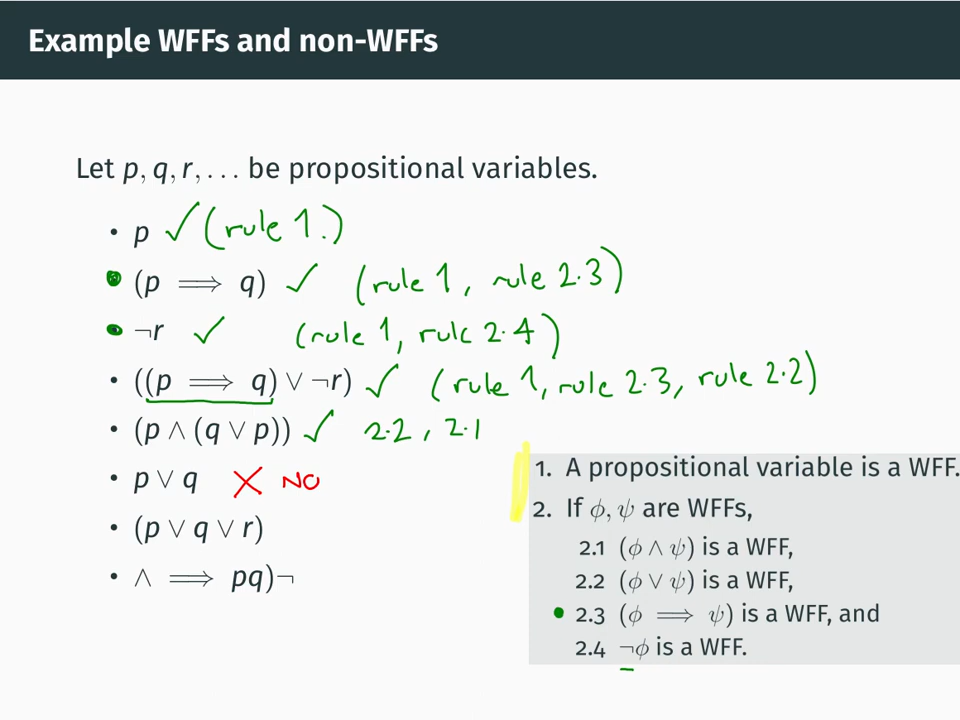 Example WFFs and non-WFFs
Let p, q, r, . . . be propositional variables.
• p ✓ (rule 1.)
• (p ⟹ q) ✓ (rule 1, rule 2.3)
• ¬r ✓ (rule 1, rule 2.4)
• ((p ⟹ q) ∨ ¬r) ✓ (rule 1, rule 2.3, rule 2.2)
• (p ∧ (q ∨ p)) ✓ 2.2, 2.1
• p ∨ q ✗ NO
• (p ∨ q ∨ r)
• ∧ ⟹ pq)¬
1. A propositional variable is a WFF.
2. If ϕ, ψ are WFFs,
2.1 (ϕ ∧ ψ) is a WFF,
2.2 (ϕ ∨ ψ) is a WFF,
• 2.3 (ϕ ⟹ ψ) is a WFF, and
2.4 ¬ϕ is a WFF.